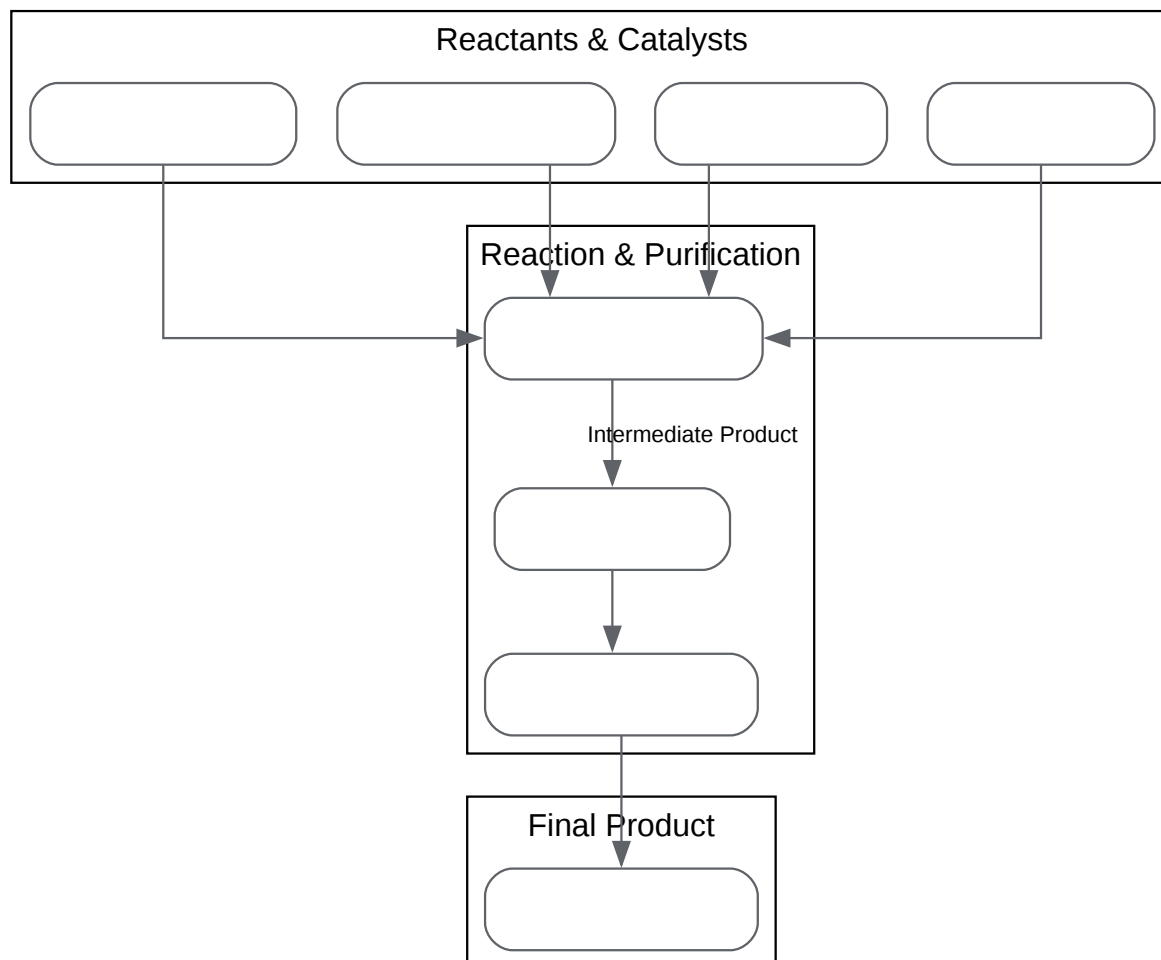 Reactants & Catalysts
Reaction & Purification
Intermediate Product
Final Product